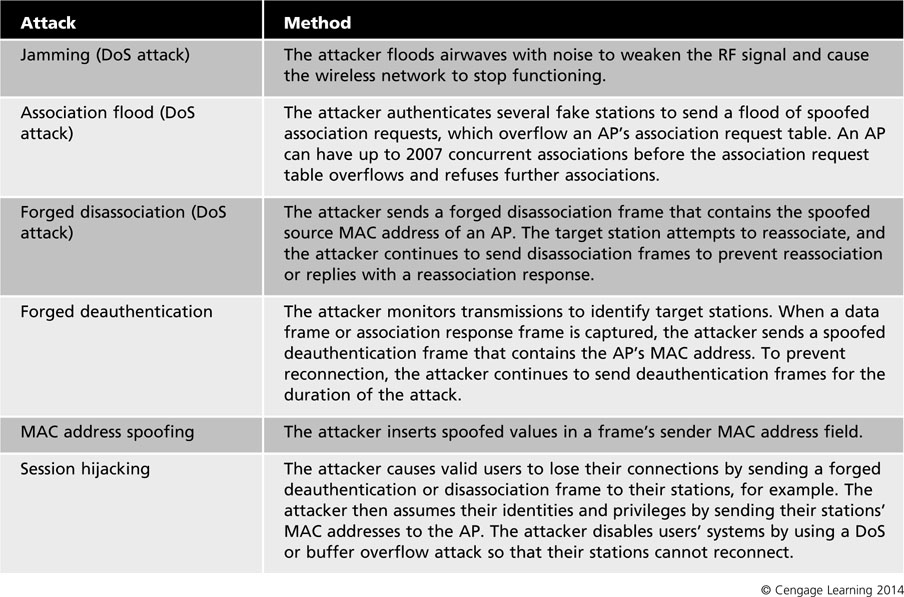 Attack Method
Jamming (DoS attack) The attacker floods airwaves with noise to weaken the RF signal and cause
the wireless network to stop functioning.
Association flood (DoS The attacker authenticates several fake stations to send a flood of spoofed
attack) association requests, which overflow an AP’s association request table. An AP
can have up to 2007 concurrent associations before the association request
table overflows and refuses further associations.
Forged disassociation (DoS The attacker sends a forged disassociation frame that contains the spoofed
attack) source MAC address of an AP. The target station attempts to reassociate, and
the attacker continues to send disassociation frames to prevent reassociation
or replies with a reassociation response.
Forged deauthentication The attacker monitors transmissions to identify target stations. When a data
frame or association response frame is captured, the attacker sends a spoofed
deauthentication frame that contains the AP’s MAC address. To prevent
reconnection, the attacker continues to send deauthentication frames for the
duration of the attack.
MAC address spoofing The attacker inserts spoofed values in a frame’s sender MAC address field.
Session hijacking The attacker causes valid users to lose their connections by sending a forged
deauthentication or disassociation frame to their stations, for example. The
attacker then assumes their identities and privileges by sending their stations’
MAC addresses to the AP. The attacker disables users’ systems by using a DoS
or buffer overflow attack so that their stations cannot reconnect.
© Cengage Learning 2014